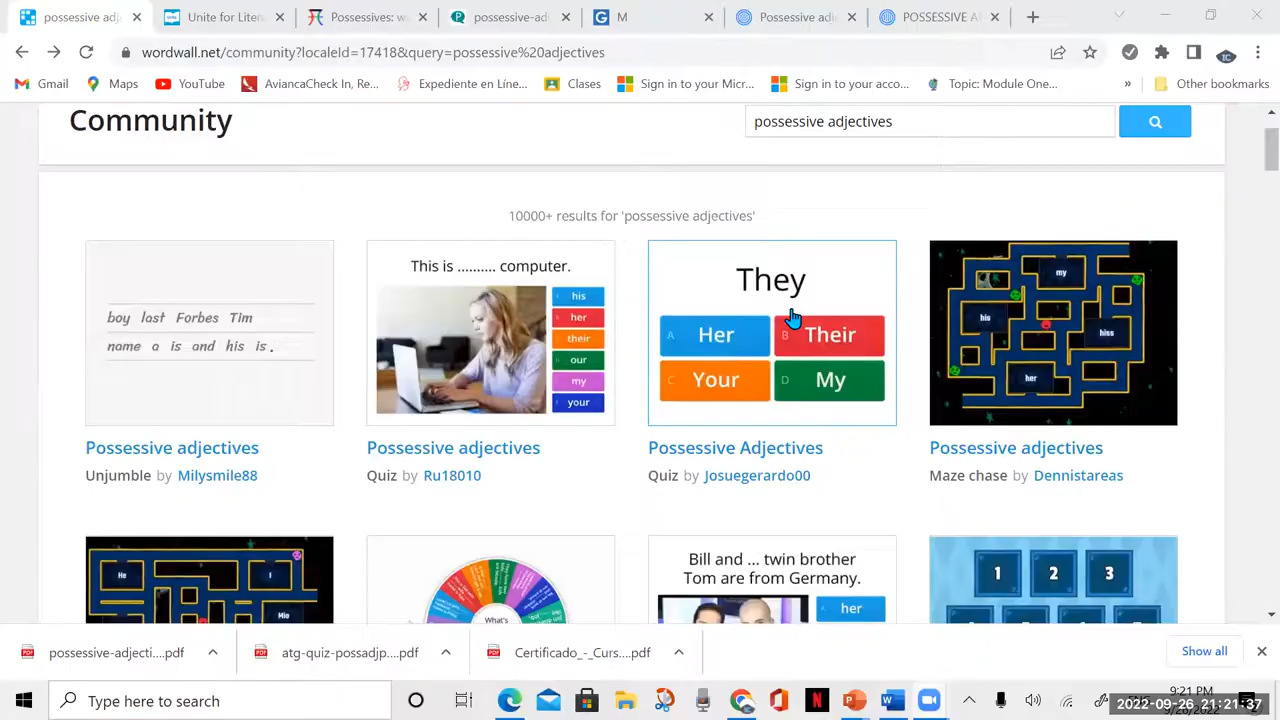 possessive adj
Unite for Liter
Possessives: w
possessive-ad
M
Possessive adj
POSSESSIVE A
wordwall.net/community?localeId=17418&query=possessive%20adjectives
Gmail
Maps
YouTube
AviancaCheck In, Re...
Expediente en Líne...
Clases
Sign in to your Micr...
Sign in to your acco...
Topic: Module One...
»
Other bookmarks
Community
possessive adjectives
10000+ results for 'possessive adjectives'
boy last Forbes Tim
name a is and his is.
This is .......... computer.
his
her
their
our
my
your
They
A Her
B Their
C Your
D My
my
his
hiss
her
Possessive adjectives
Unjumble by Milysmile88
Possessive adjectives
Quiz by Ru18010
Possessive Adjectives
Quiz by Josuegerardo00
Possessive adjectives
Maze chase by Dennistareas
He
I
Mio
What's
Bill and ... twin brother
Tom are from Germany.
her
1
2
3
possessive-adjecti....pdf
atg-quiz-possadjp....pdf
Certificado_-_Curs....pdf
Show all
Type here to search
9:21 PM
2022-09-26 21:21:37